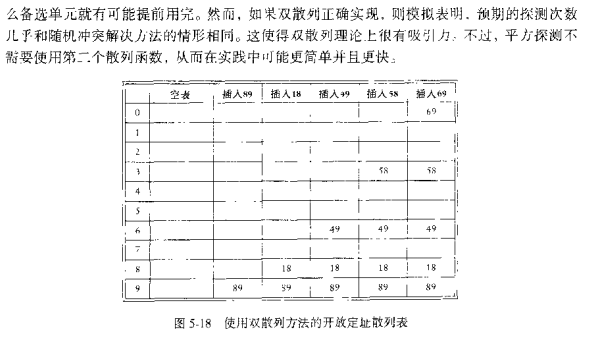 么备选单元就有可能提前用完。然而，如果双散列正确实现，则模拟表明，预期的探测次数
几乎和随机冲突解决方法的情形相同。这使得双散列理论上很有吸引力。不过，平方探测不
需要使用第二个散列函数，从而在实践中可能更简单并且更快。
空表 插入89 插入18 插入49 插入58 插入69
0 69
1
2
3 58 58
4
5
6 49 49 49
7
8 18 18 18 18
9 89 89 89 89 89
图 5-18 使用双散列方法的开放定址散列表